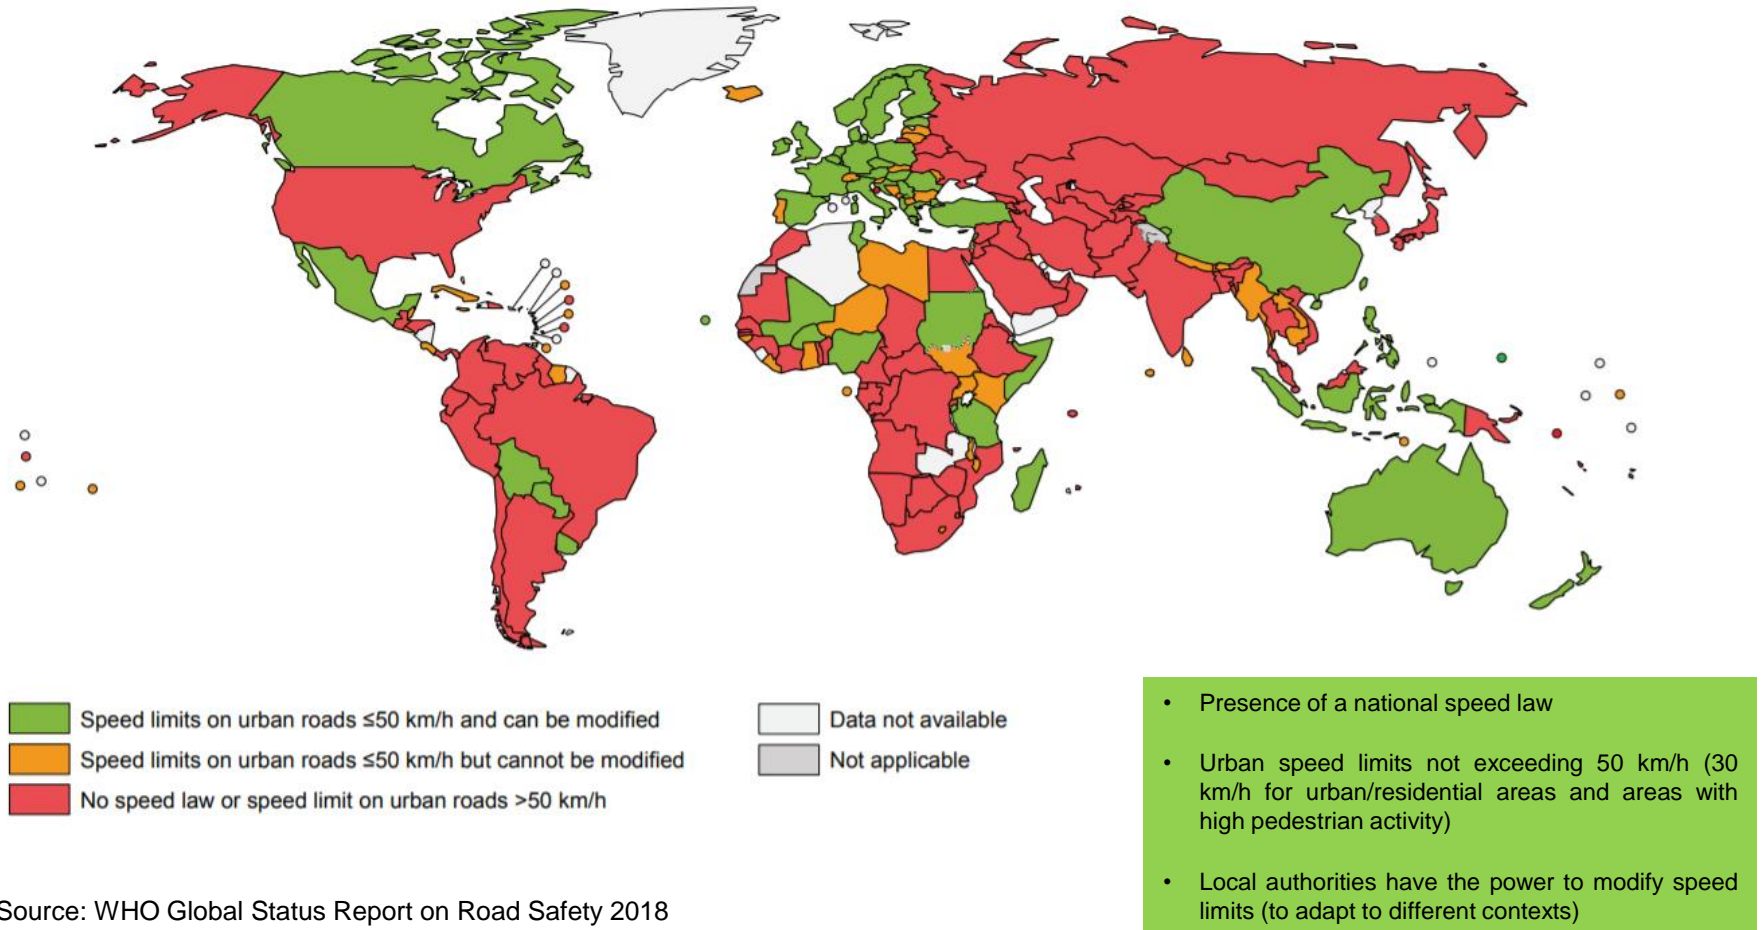 Speed limits on urban roads ≤50 km/h and can be modified
Speed limits on urban roads ≤50 km/h but cannot be modified
No speed law or speed limit on urban roads >50 km/h
Data not available
Not applicable
• Presence of a national speed law
• Urban speed limits not exceeding 50 km/h (30
km/h for urban/residential areas and areas with
high pedestrian activity)
• Local authorities have the power to modify speed
limits (to adapt to different contexts)
Source: WHO Global Status Report on Road Safety 2018